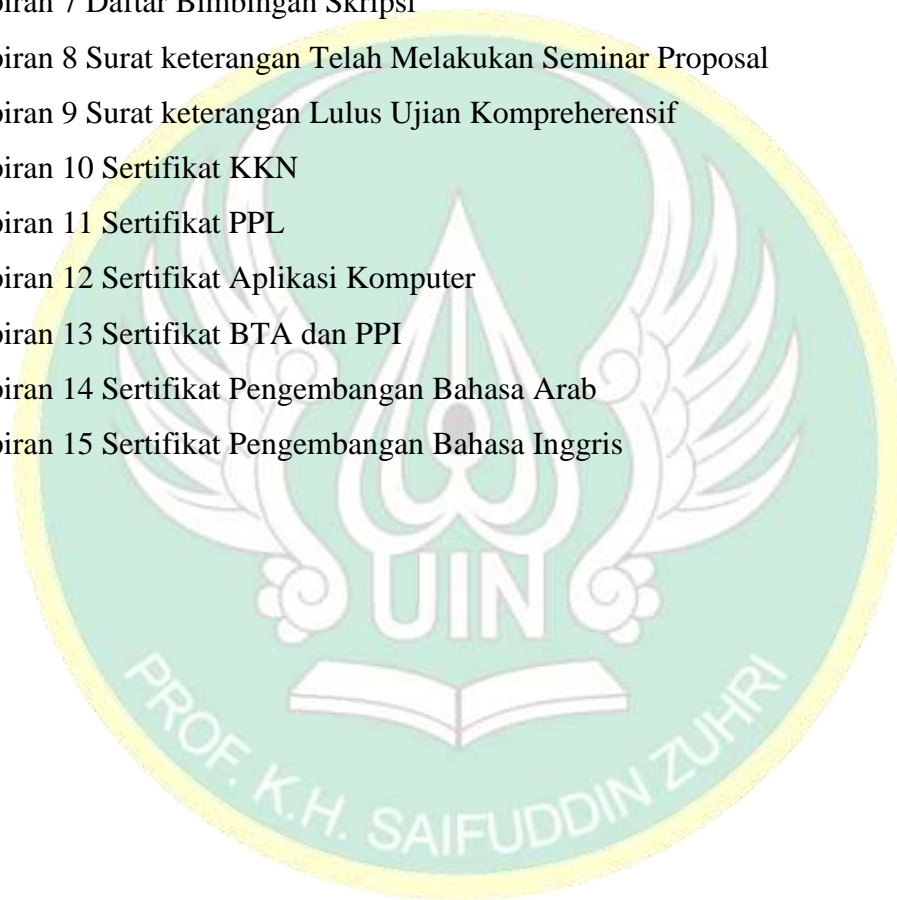 piran 7 Daftar Bimbingan Skripsi
piran 8 Surat keterangan Telah Melakukan Seminar Proposal
piran 9 Surat keterangan Lulus Ujian Kompreherensif
piran 10 Sertifikat KKN
piran 11 Sertifikat PPL
piran 12 Sertifikat Aplikasi Komputer
piran 13 Sertifikat BTA dan PPI
piran 14 Sertifikat Pengembangan Bahasa Arab
piran 15 Sertifikat Pengembangan Bahasa Inggris
UIN
PROF. K.H. SAIFUDDIN ZUHRI